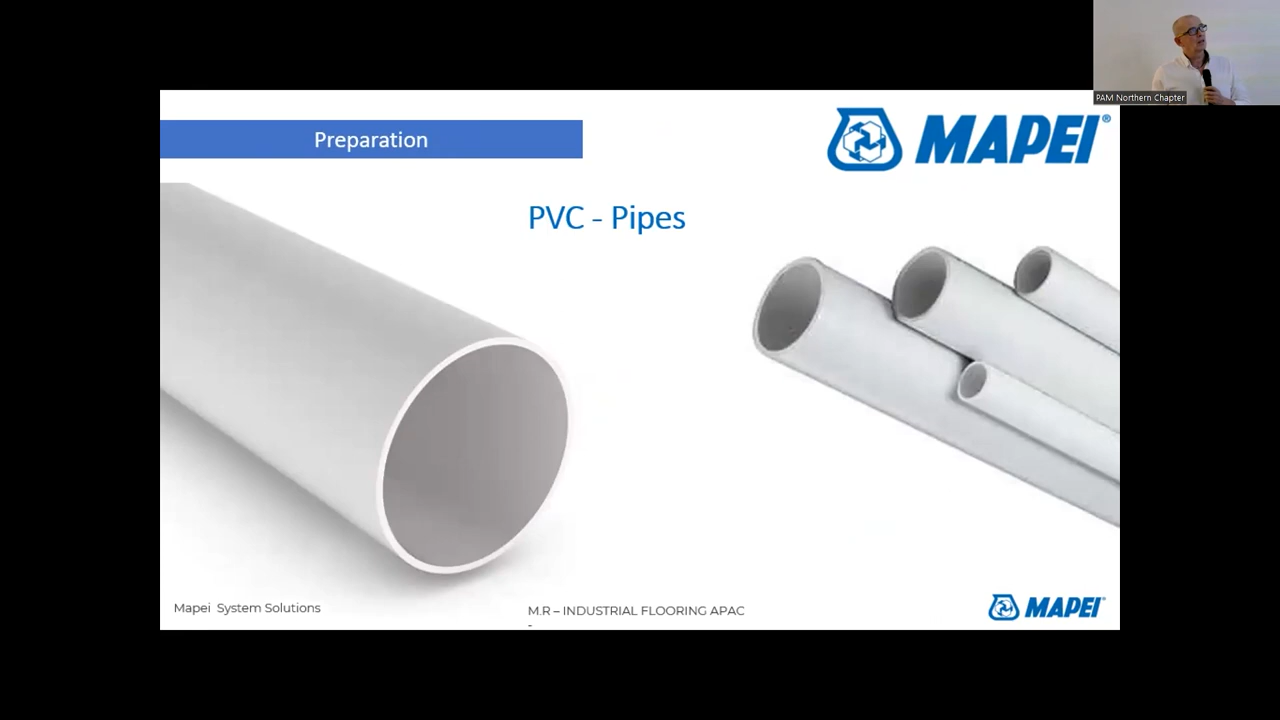 PAM Northern Chapter
Preparation
MAPEI®
PVC - Pipes
Mapei System Solutions
M.R – INDUSTRIAL FLOORING APAC
-
MAPEI